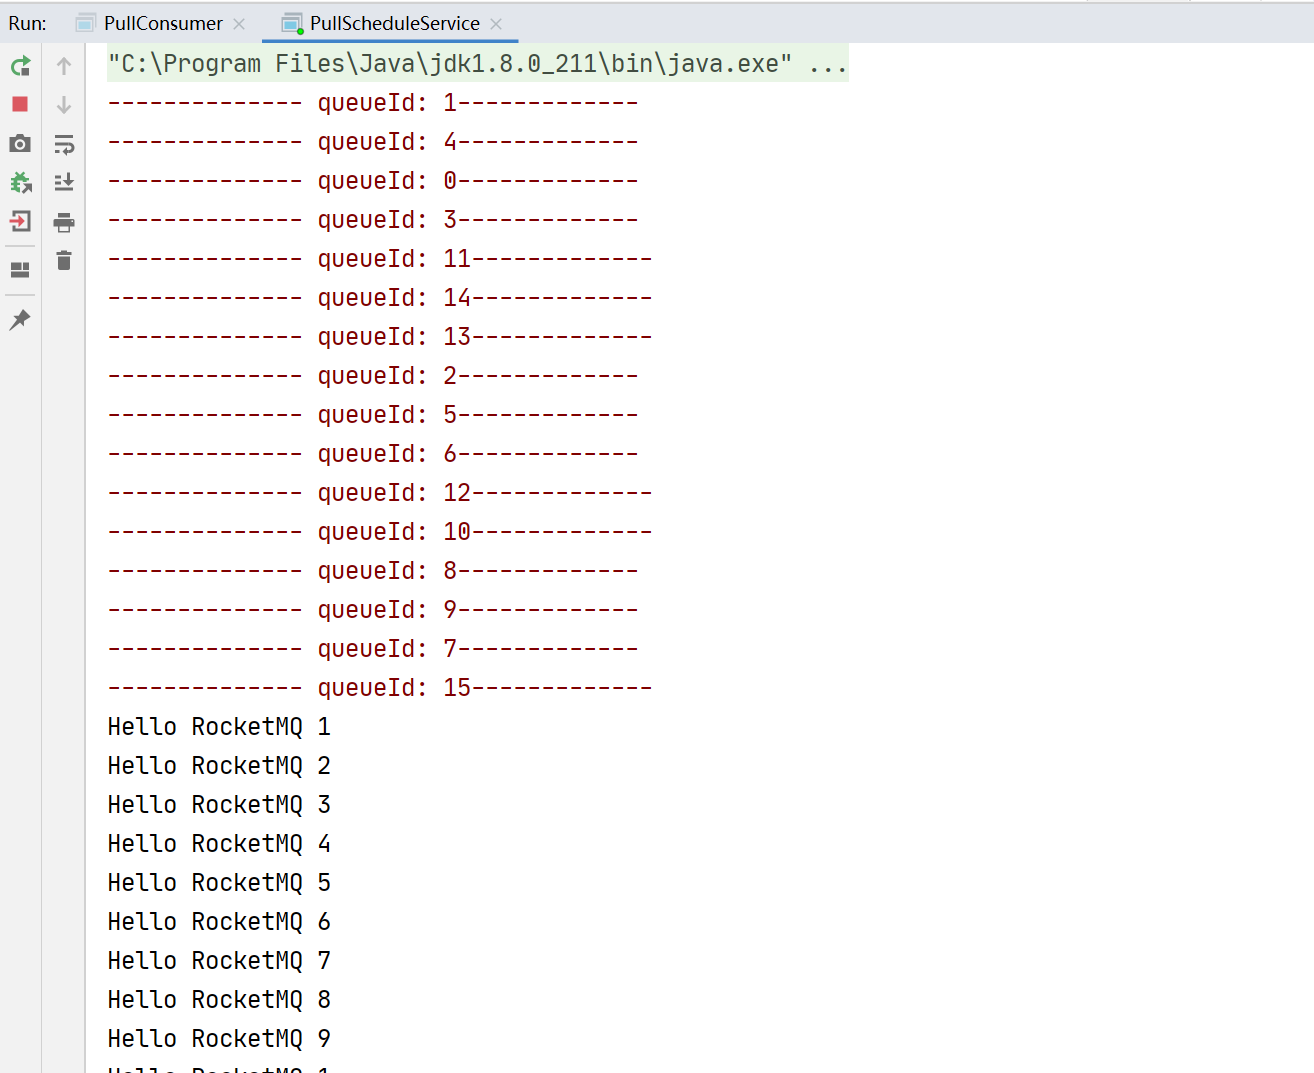 Run: PullConsumer PullScheduleService
"C:\Program Files\Java\jdk1.8.0_211\bin\java.exe" ...
-------------- queueId: 1-------------
-------------- queueId: 4-------------
-------------- queueId: 0-------------
-------------- queueId: 3-------------
-------------- queueId: 11-------------
-------------- queueId: 14-------------
-------------- queueId: 13-------------
-------------- queueId: 2-------------
-------------- queueId: 5-------------
-------------- queueId: 6-------------
-------------- queueId: 12-------------
-------------- queueId: 10-------------
-------------- queueId: 8-------------
-------------- queueId: 9-------------
-------------- queueId: 7-------------
-------------- queueId: 15-------------
Hello RocketMQ 1
Hello RocketMQ 2
Hello RocketMQ 3
Hello RocketMQ 4
Hello RocketMQ 5
Hello RocketMQ 6
Hello RocketMQ 7
Hello RocketMQ 8
Hello RocketMQ 9
Hello RocketMQ 1